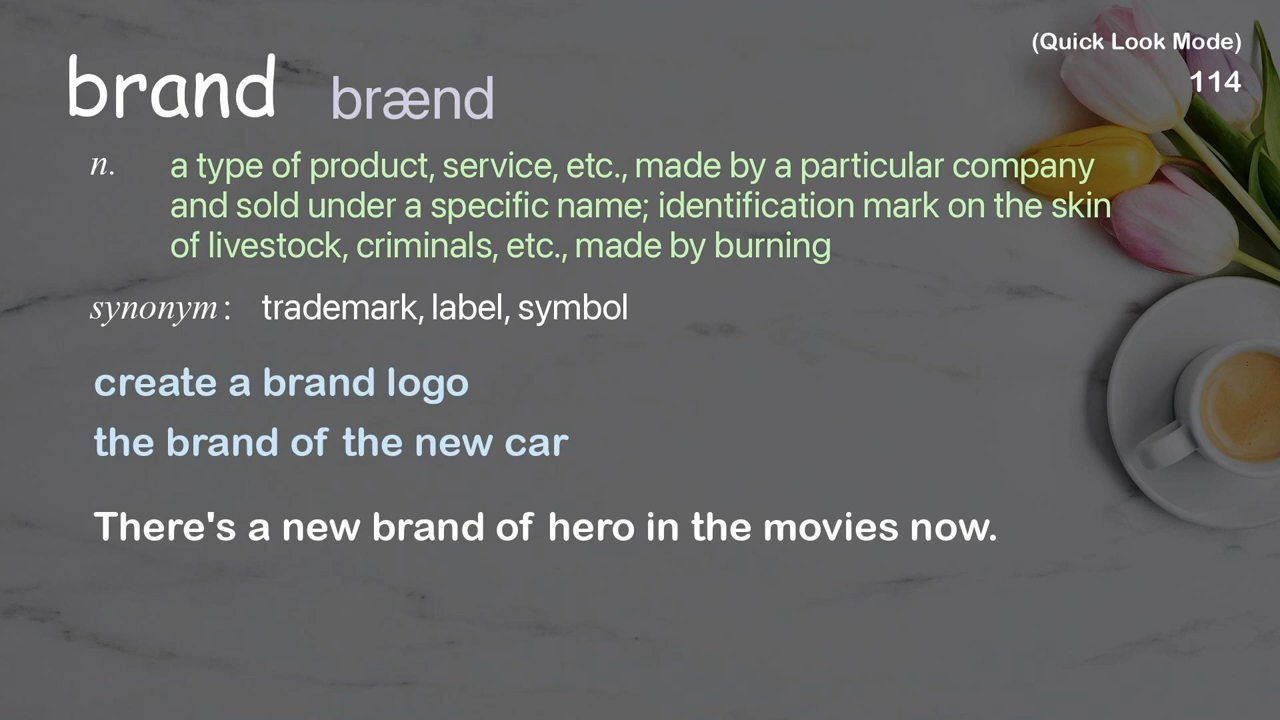 (Quick Look Mode)
brand brænd
114
n. a type of product, service, etc., made by a particular company
and sold under a specific name; identification mark on the skin
of livestock, criminals, etc., made by burning
synonym: trademark, label, symbol
create a brand logo
the brand of the new car
There's a new brand of hero in the movies now.